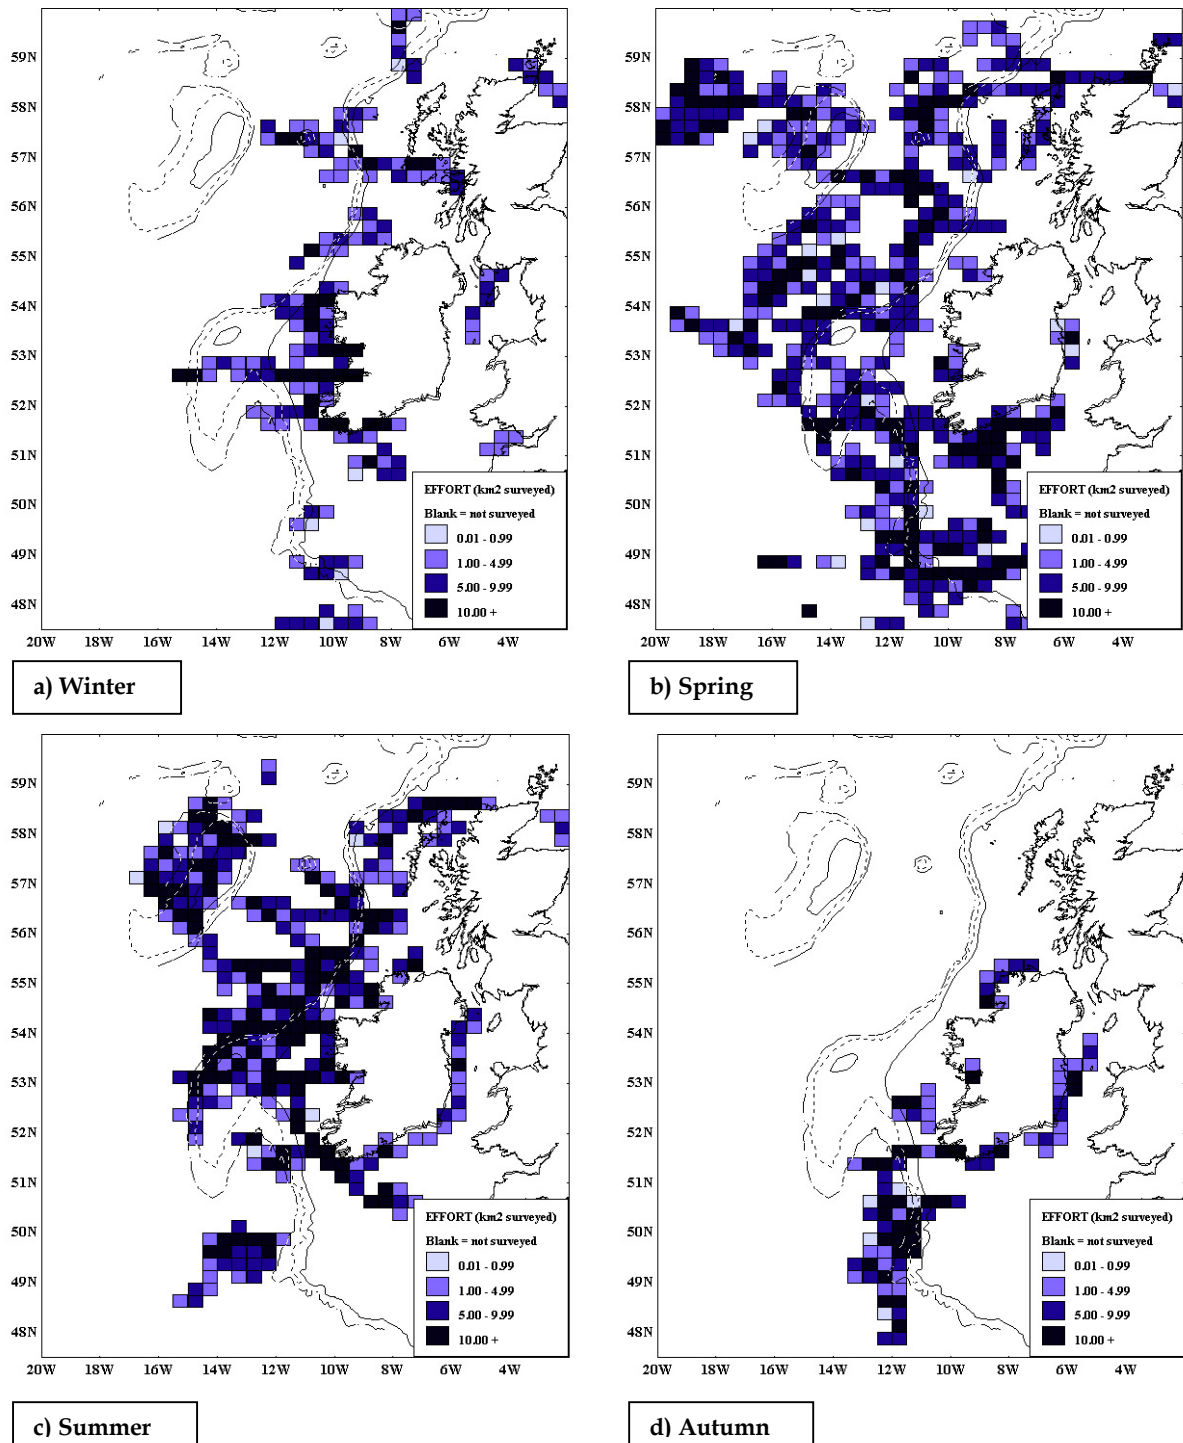 59N
58N
57N
56N
55N
54N
53N
52N
51N
50N
49N
48N
20W 18W 16W 14W 12W 10W 8W 6W 4W
EFFORT (km2 surveyed)
Blank = not surveyed
0.01 - 0.99
1.00 - 4.99
5.00 - 9.99
10.00 +
a) Winter
59N
58N
57N
56N
55N
54N
53N
52N
51N
50N
49N
48N
20W 18W 16W 14W 12W 10W 8W 6W 4W
EFFORT (km2 surveyed)
Blank = not surveyed
0.01 - 0.99
1.00 - 4.99
5.00 - 9.99
10.00 +
b) Spring
59N
58N
57N
56N
55N
54N
53N
52N
51N
50N
49N
48N
20W 18W 16W 14W 12W 10W 8W 6W 4W
EFFORT (km2 surveyed)
Blank = not surveyed
0.01 - 0.99
1.00 - 4.99
5.00 - 9.99
10.00 +
c) Summer
59N
58N
57N
56N
55N
54N
53N
52N
51N
50N
49N
48N
20W 18W 16W 14W 12W 10W 8W 6W 4W
EFFORT (km2 surveyed)
Blank = not surveyed
0.01 - 0.99
1.00 - 4.99
5.00 - 9.99
10.00 +
d) Autumn